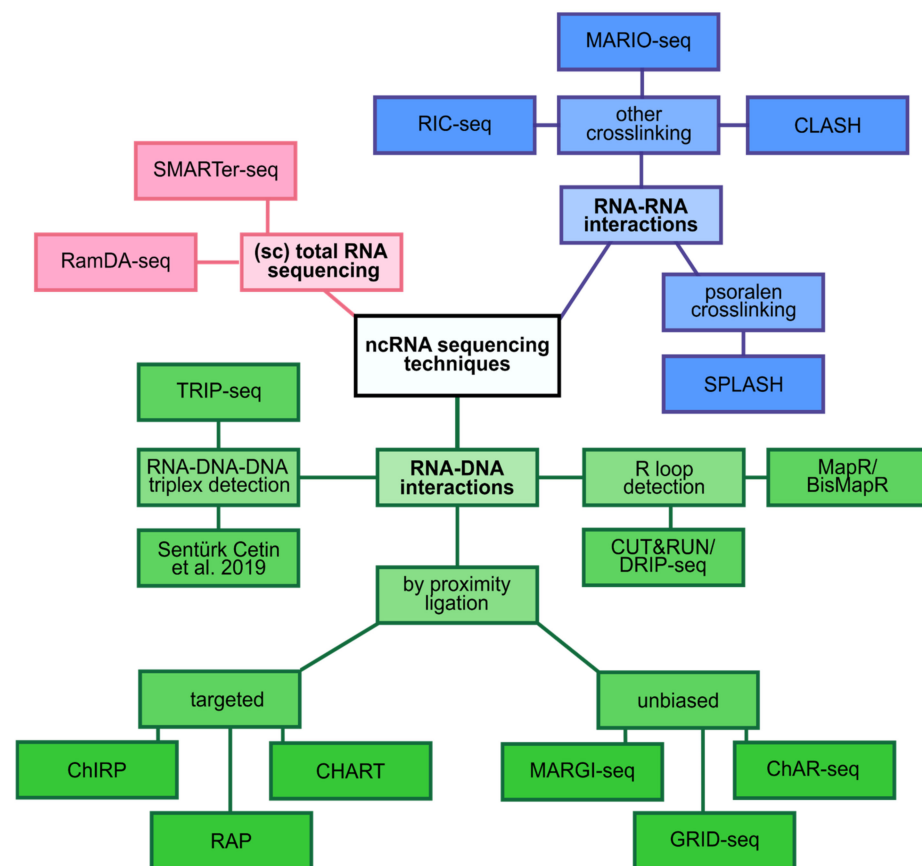 MARIO-seq
RIC-seq
other
crosslinking
CLASH
SMARTer-seq
RNA-RNA
interactions
(sc) total RNA
sequencing
RamDA-seq
psoralen
crosslinking
ncRNA sequencing
techniques
SPLASH
TRIP-seq
RNA-DNA-DNA
triplex detection
RNA-DNA
interactions
R loop
detection
MapR/
BisMapR
Sentürk Cetin
et al. 2019
CUT&RUN/
DRIP-seq
by proximity
ligation
targeted
unbiased
ChIRP
CHART
MARGI-seq
ChAR-seq
RAP
GRID-seq